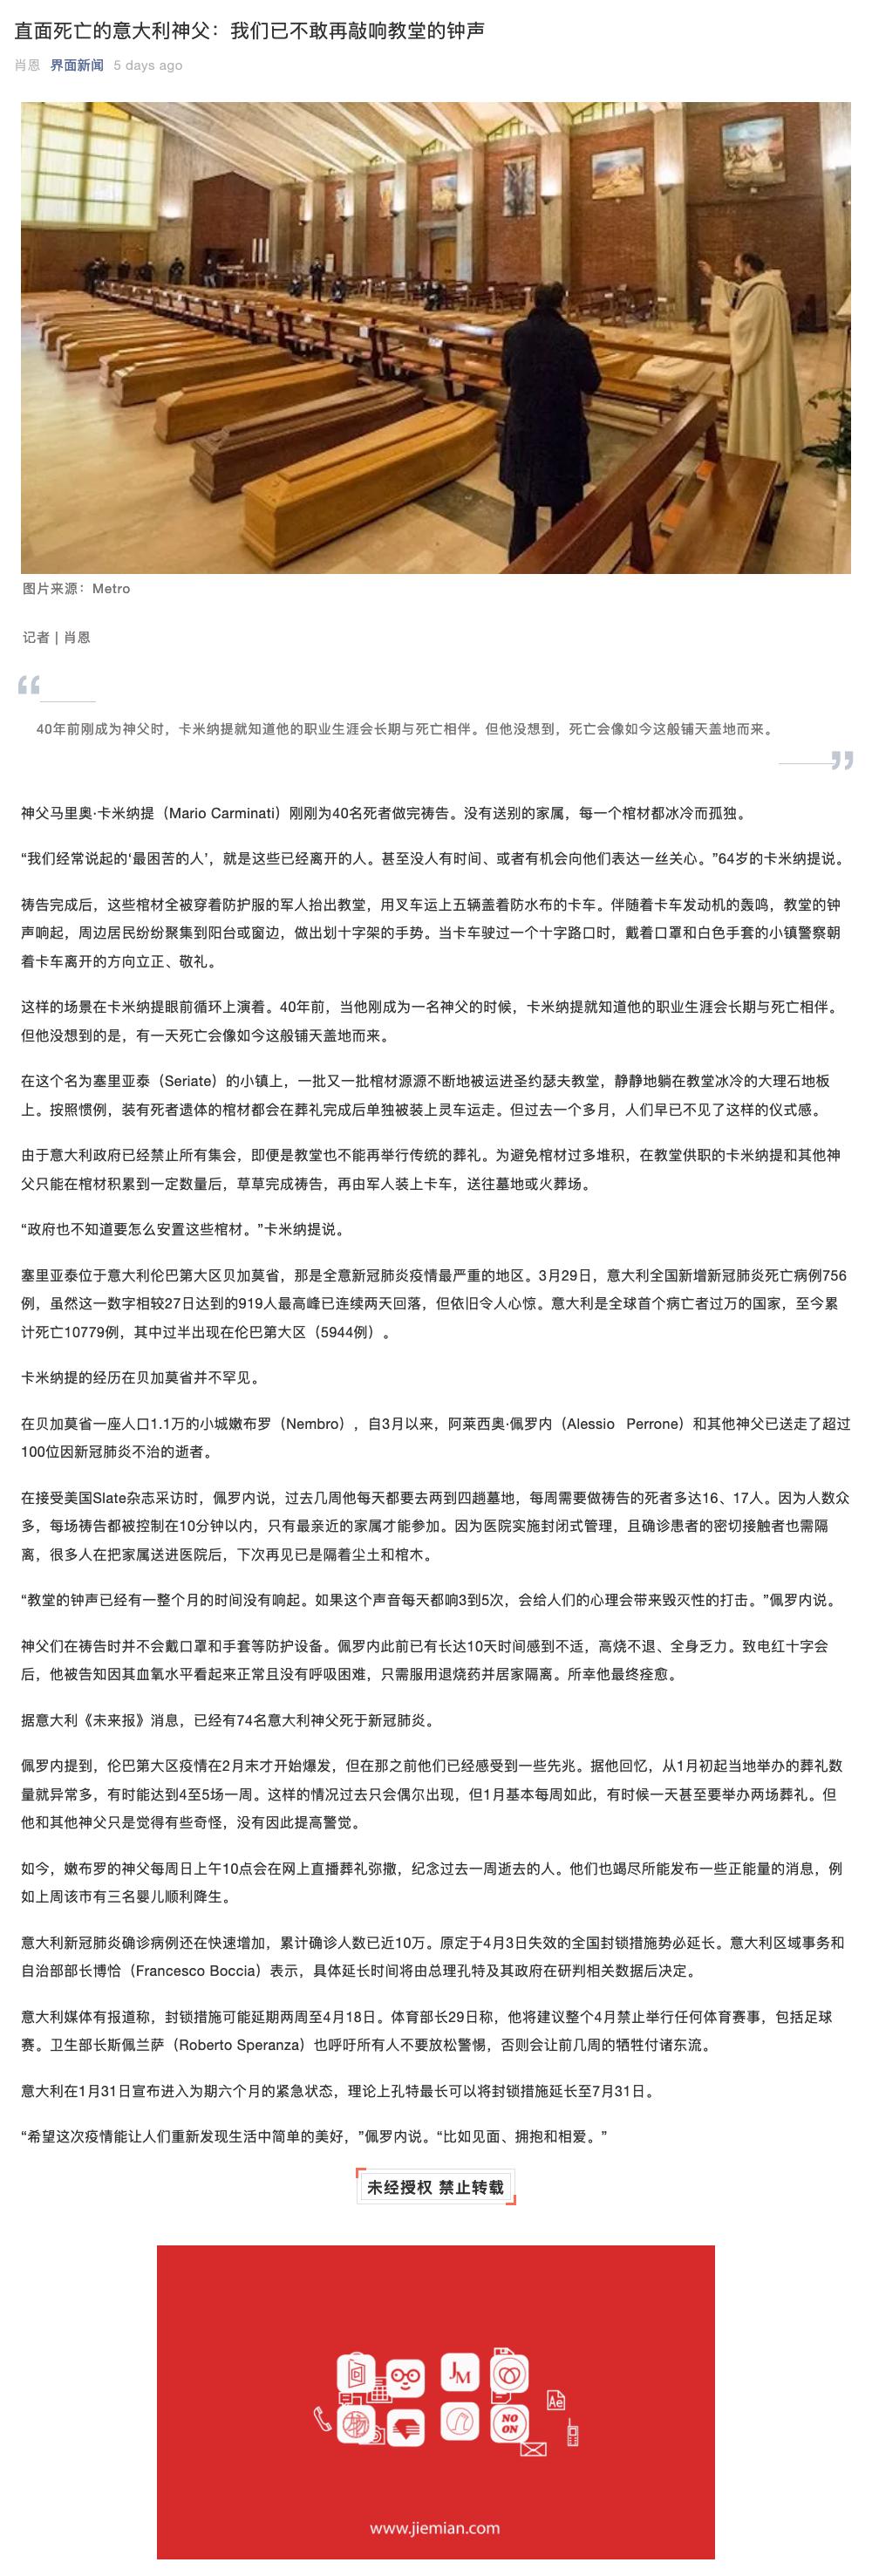 直面死亡的意大利神父：我们已不敢再敲响教堂的钟声
肖恩 界面新闻 5 days ago
图片来源：Metro
记者 | 肖恩
“
40年前刚成为神父时，卡米纳提就知道他的职业生涯会长期与死亡相伴。但他没想到，死亡会像如今这般铺天盖地而来。
”
神父马里奥·卡米纳提（Mario Carminati）刚刚为40名死者做完祷告。没有送别的家属，每一个棺材都冰冷而孤独。
“我们经常说起的‘最困苦的人’，就是这些已经离开的人。甚至没人有时间、或者有机会向他们表达一丝关心。”64岁的卡米纳提说。
祷告完成后，这些棺材全被穿着防护服的军人抬出教堂，用叉车运上五辆盖着防水布的卡车。伴随着卡车发动机的轰鸣，教堂的钟
声响起，周边居民纷纷聚集到阳台或窗边，做出划十字架的手势。当卡车驶过一个十字路口时，戴着口罩和白色手套的小镇警察朝
着卡车离开的方向立正、敬礼。
这样的场景在卡米纳提眼前循环上演着。40年前，当他刚成为一名神父的时候，卡米纳提就知道他的职业生涯会长期与死亡相伴。
但他没想到的是，有一天死亡会像如今这般铺天盖地而来。
在这个名为塞里亚泰（Seriate）的小镇上，一批又一批棺材源源不断地被运进圣约瑟夫教堂，静静地躺在教堂冰冷的大理石地板
上。按照惯例，装有死者遗体的棺材都会在葬礼完成后单独被装上灵车运走。但过去一个多月，人们早已不见了这样的仪式感。
由于意大利政府已经禁止所有集会，即便是教堂也不能再举行传统的葬礼。为避免棺材过多堆积，在教堂供职的卡米纳提和其他神
父只能在棺材积累到一定数量后，草草完成祷告，再由军人装上卡车，送往墓地或火葬场。
“政府也不知道要怎么安置这些棺材。”卡米纳提说。
塞里亚泰位于意大利伦巴第大区贝加莫省，那是全意新冠肺炎疫情最严重的地区。3月29日，意大利全国新增新冠肺炎死亡病例756
例，虽然这一数字相较27日达到的919人最高峰已连续两天回落，但依旧令人心惊。意大利是全球首个病亡者过万的国家，至今累
计死亡10779例，其中过半出现在伦巴第大区（5944例）。
卡米纳提的经历在贝加莫省并不罕见。
在贝加莫省一座人口1.1万的小城嫩布罗（Nembro），自3月以来，阿莱西奥·佩罗内（Alessio Perrone）和其他神父已送走了超过
100位因新冠肺炎不治的逝者。
在接受美国Slate杂志采访时，佩罗内说，过去几周他每天都要去两到四趟墓地，每周需要做祷告的死者多达16、17人。因为人数众
多，每场祷告都被控制在10分钟以内，只有最亲近的家属才能参加。因为医院实施封闭式管理，且确诊患者的密切接触者也需隔
离，很多人在把家属送进医院后，下次再见已是隔着尘土和棺木。
“教堂的钟声已经有一整个月的时间没有响起。如果这个声音每天都响3到5次，会给人们的心理会带来毁灭性的打击。”佩罗内说。
神父们在祷告时并不会戴口罩和手套等防护设备。佩罗内此前已有长达10天时间感到不适，高烧不退、全身乏力。致电红十字会
后，他被告知因其血氧水平看起来正常且没有呼吸困难，只需服用退烧药并居家隔离。所幸他最终痊愈。
据意大利《未来报》消息，已经有74名意大利神父死于新冠肺炎。
佩罗内提到，伦巴第大区疫情在2月末才开始爆发，但在那之前他们已经感受到一些先兆。据他回忆，从1月初起当地举办的葬礼数
量就异常多，有时能达到4至5场一周。这样的情况过去只会偶尔出现，但1月基本每周如此，有时候一天甚至要举办两场葬礼。但
他和其他神父只是觉得有些奇怪，没有因此提高警觉。
如今，嫩布罗的神父每周日上午10点会在网上直播葬礼弥撒，纪念过去一周逝去的人。他们也竭尽所能发布一些正能量的消息，例
如上周该市有三名婴儿顺利降生。
意大利新冠肺炎确诊病例还在快速增加，累计确诊人数已近10万。原定于4月3日失效的全国封锁措施势必延长。意大利区域事务和
自治部部长博恰（Francesco Boccia）表示，具体延长时间将由总理孔特及其政府在研判相关数据后决定。
意大利媒体有报道称，封锁措施可能延期两周至4月18日。体育部长29日称，他将建议整个4月禁止举行任何体育赛事，包括足球
赛。卫生部长斯佩兰萨（Roberto Speranza）也呼吁所有人不要放松警惕，否则会让前几周的牺牲付诸东流。
意大利在1月31日宣布进入为期六个月的紧急状态，理论上孔特最长可以将封锁措施延长至7月31日。
“希望这次疫情能让人们重新发现生活中简单的美好，”佩罗内说。“比如见面、拥抱和相爱。”
未经授权 禁止转载
JM
Ae
NO
ON
www.jiemian.com